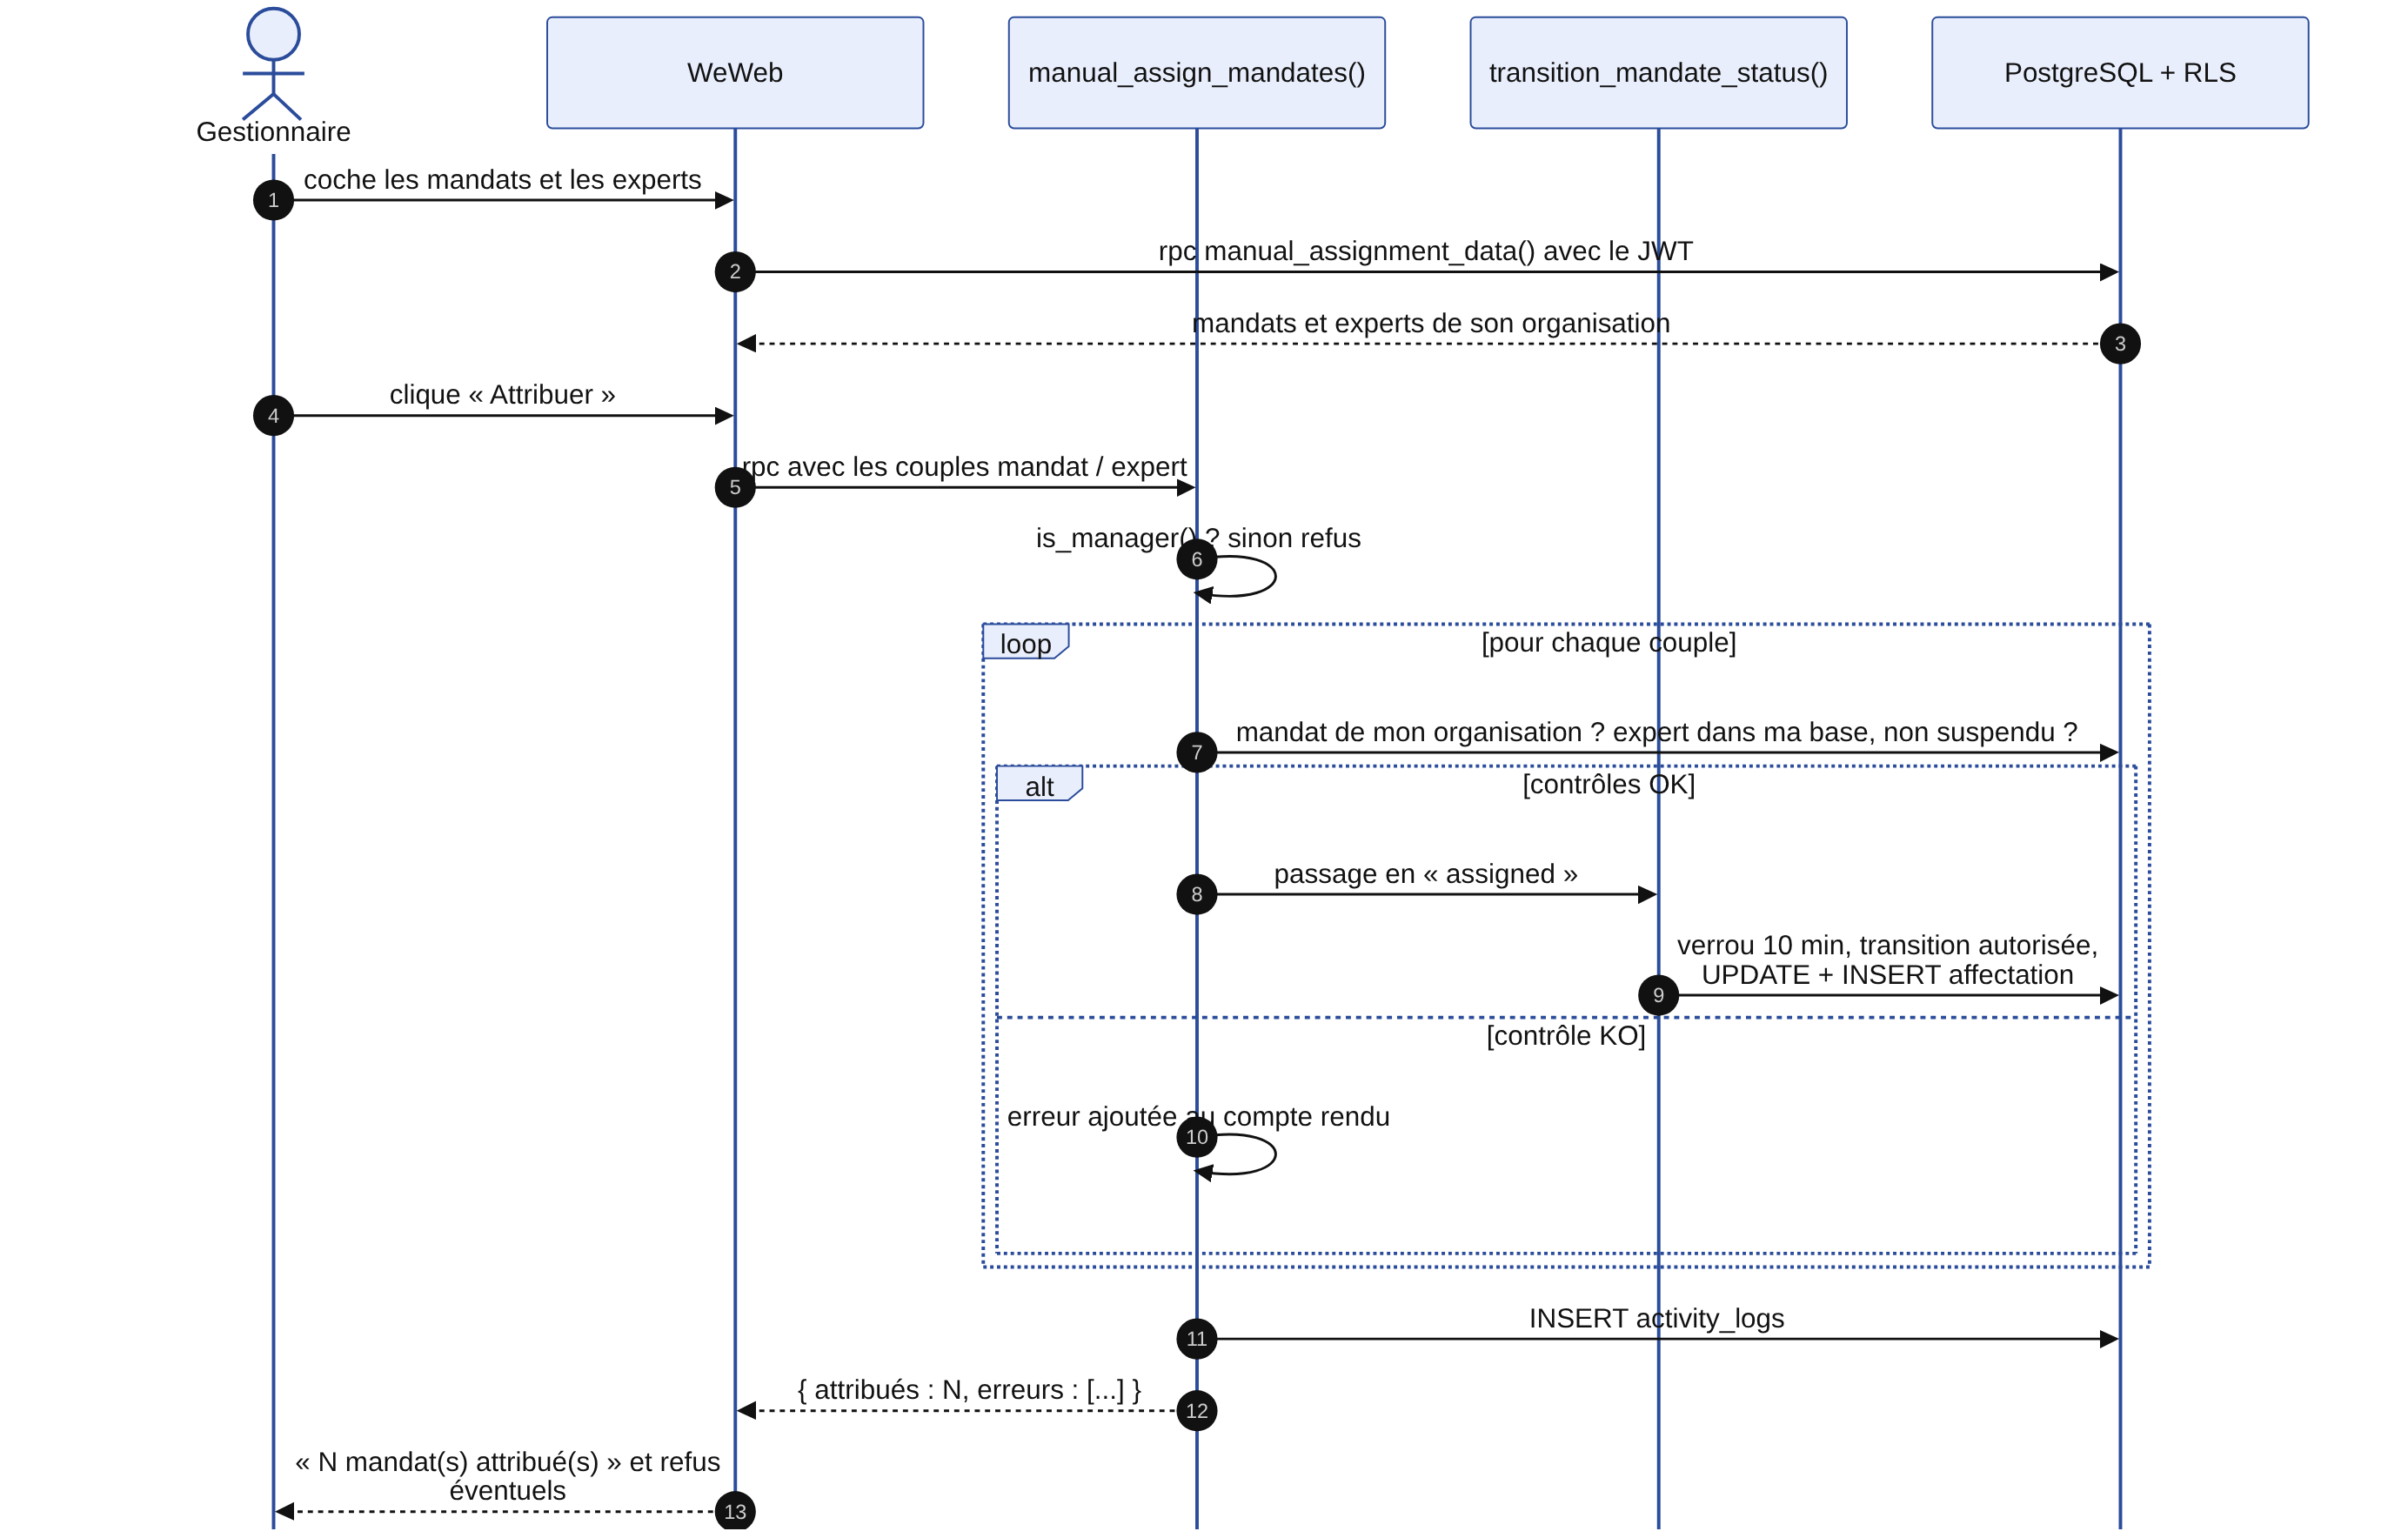 Gestionnaire
WeWeb
manual_assign_mandates()
transition_mandate_status()
PostgreSQL + RLS
1
coche les mandats et les experts
2
rpc manual_assignment_data() avec le JWT
mandats et experts de son organisation
3
4
clique « Attribuer »
5
rpc avec les couples mandat / expert
is_manager() ? sinon refus
6
loop
[pour chaque couple]
7
mandat de mon organisation ? expert dans ma base, non suspendu ?
alt
[contrôles OK]
8
passage en « assigned »
verrou 10 min, transition autorisée,
UPDATE + INSERT affectation
9
[contrôle KO]
erreur ajoutée au compte rendu
10
11
INSERT activity_logs
{ attribués : N, erreurs : [...] }
12
« N mandat(s) attribué(s) » et refus
éventuels
13